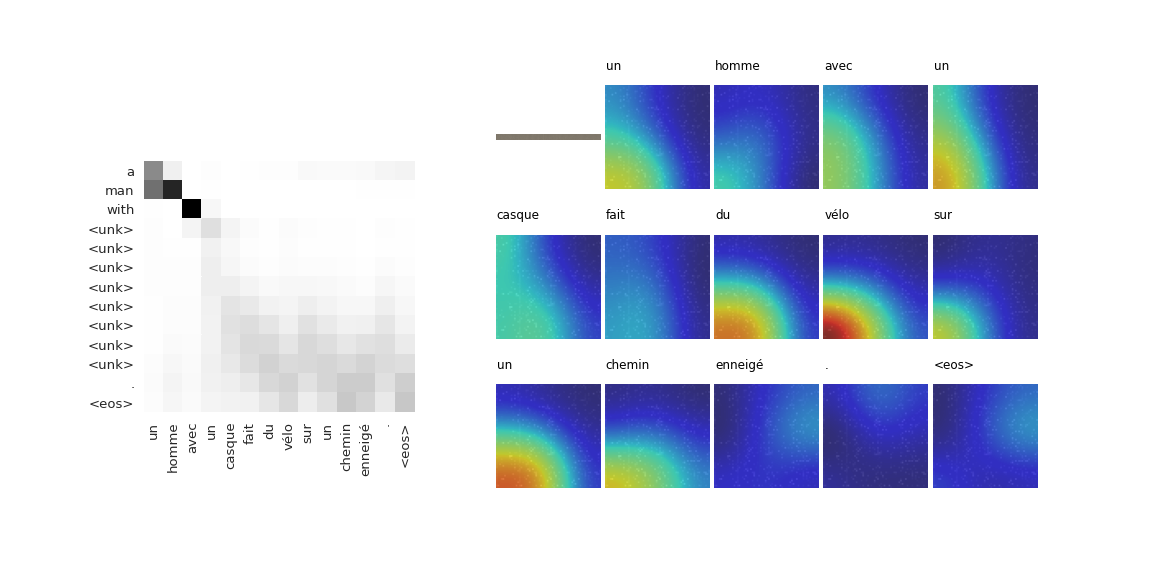 a
man
with
<unk>
<unk>
<unk>
<unk>
<unk>
<unk>
<unk>
<unk>
.
<eos>
un
homme
avec
un
casque
fait
du
vélo
sur
un
chemin
enneigé
.
<eos>
un homme avec un
casque fait du vélo sur
un chemin enneigé . <eos>